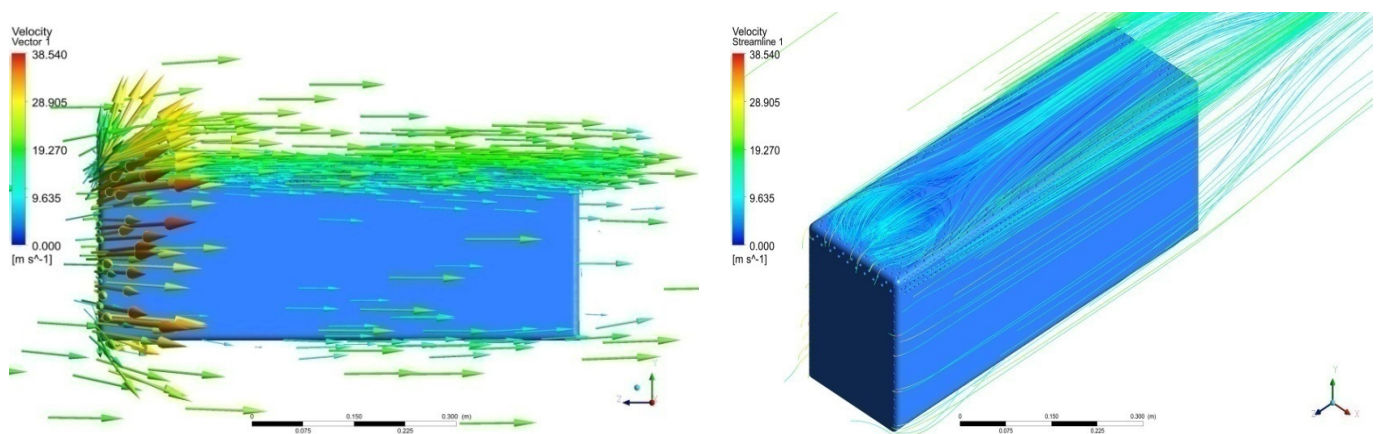 Velocity
Vector 1
38.540
28.905
19.270
9.635
0.000
[m s^-1]
0
0.150
0.300 (m)
0.075
0.225
Y
Z
X
Velocity
Streamline 1
38.540
28.905
19.270
9.635
0.000
[m s^-1]
0
0.150
0.300 (m)
0.075
0.225
Y
Z
X